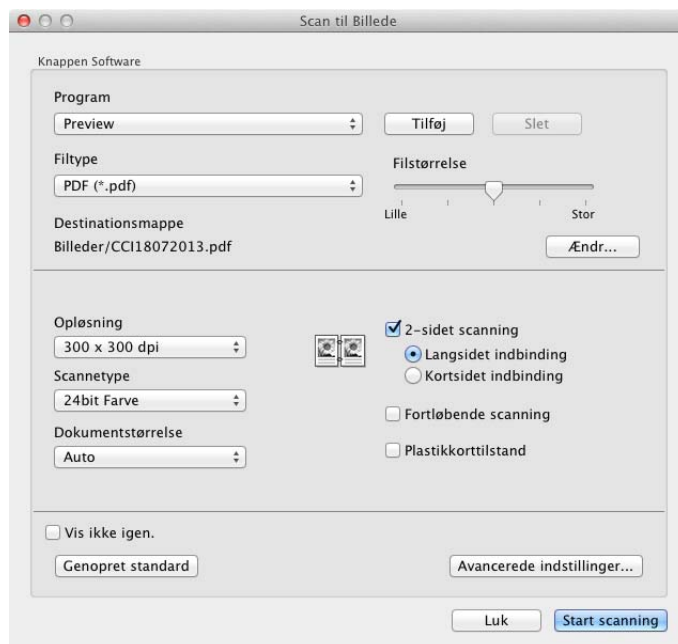 Scan til Billede
Knappen Software
Program
Preview
Tilføj
Slet
Filtype
Filstørrelse
PDF (*.pdf)
Lille
Stor
Destinationsmappe
Billeder/CCI18072013.pdf
Ændr...
Opløsning
300 x 300 dpi
2-sidet scanning
Langsidet indbinding
Scannetype
Kortsidet indbinding
24bit Farve
Fortløbende scanning
Dokumentstørrelse
Auto
Plastikkorttilstand
Vis ikke igen.
Genopret standard
Avancerede indstillinger...
Luk
Start scanning